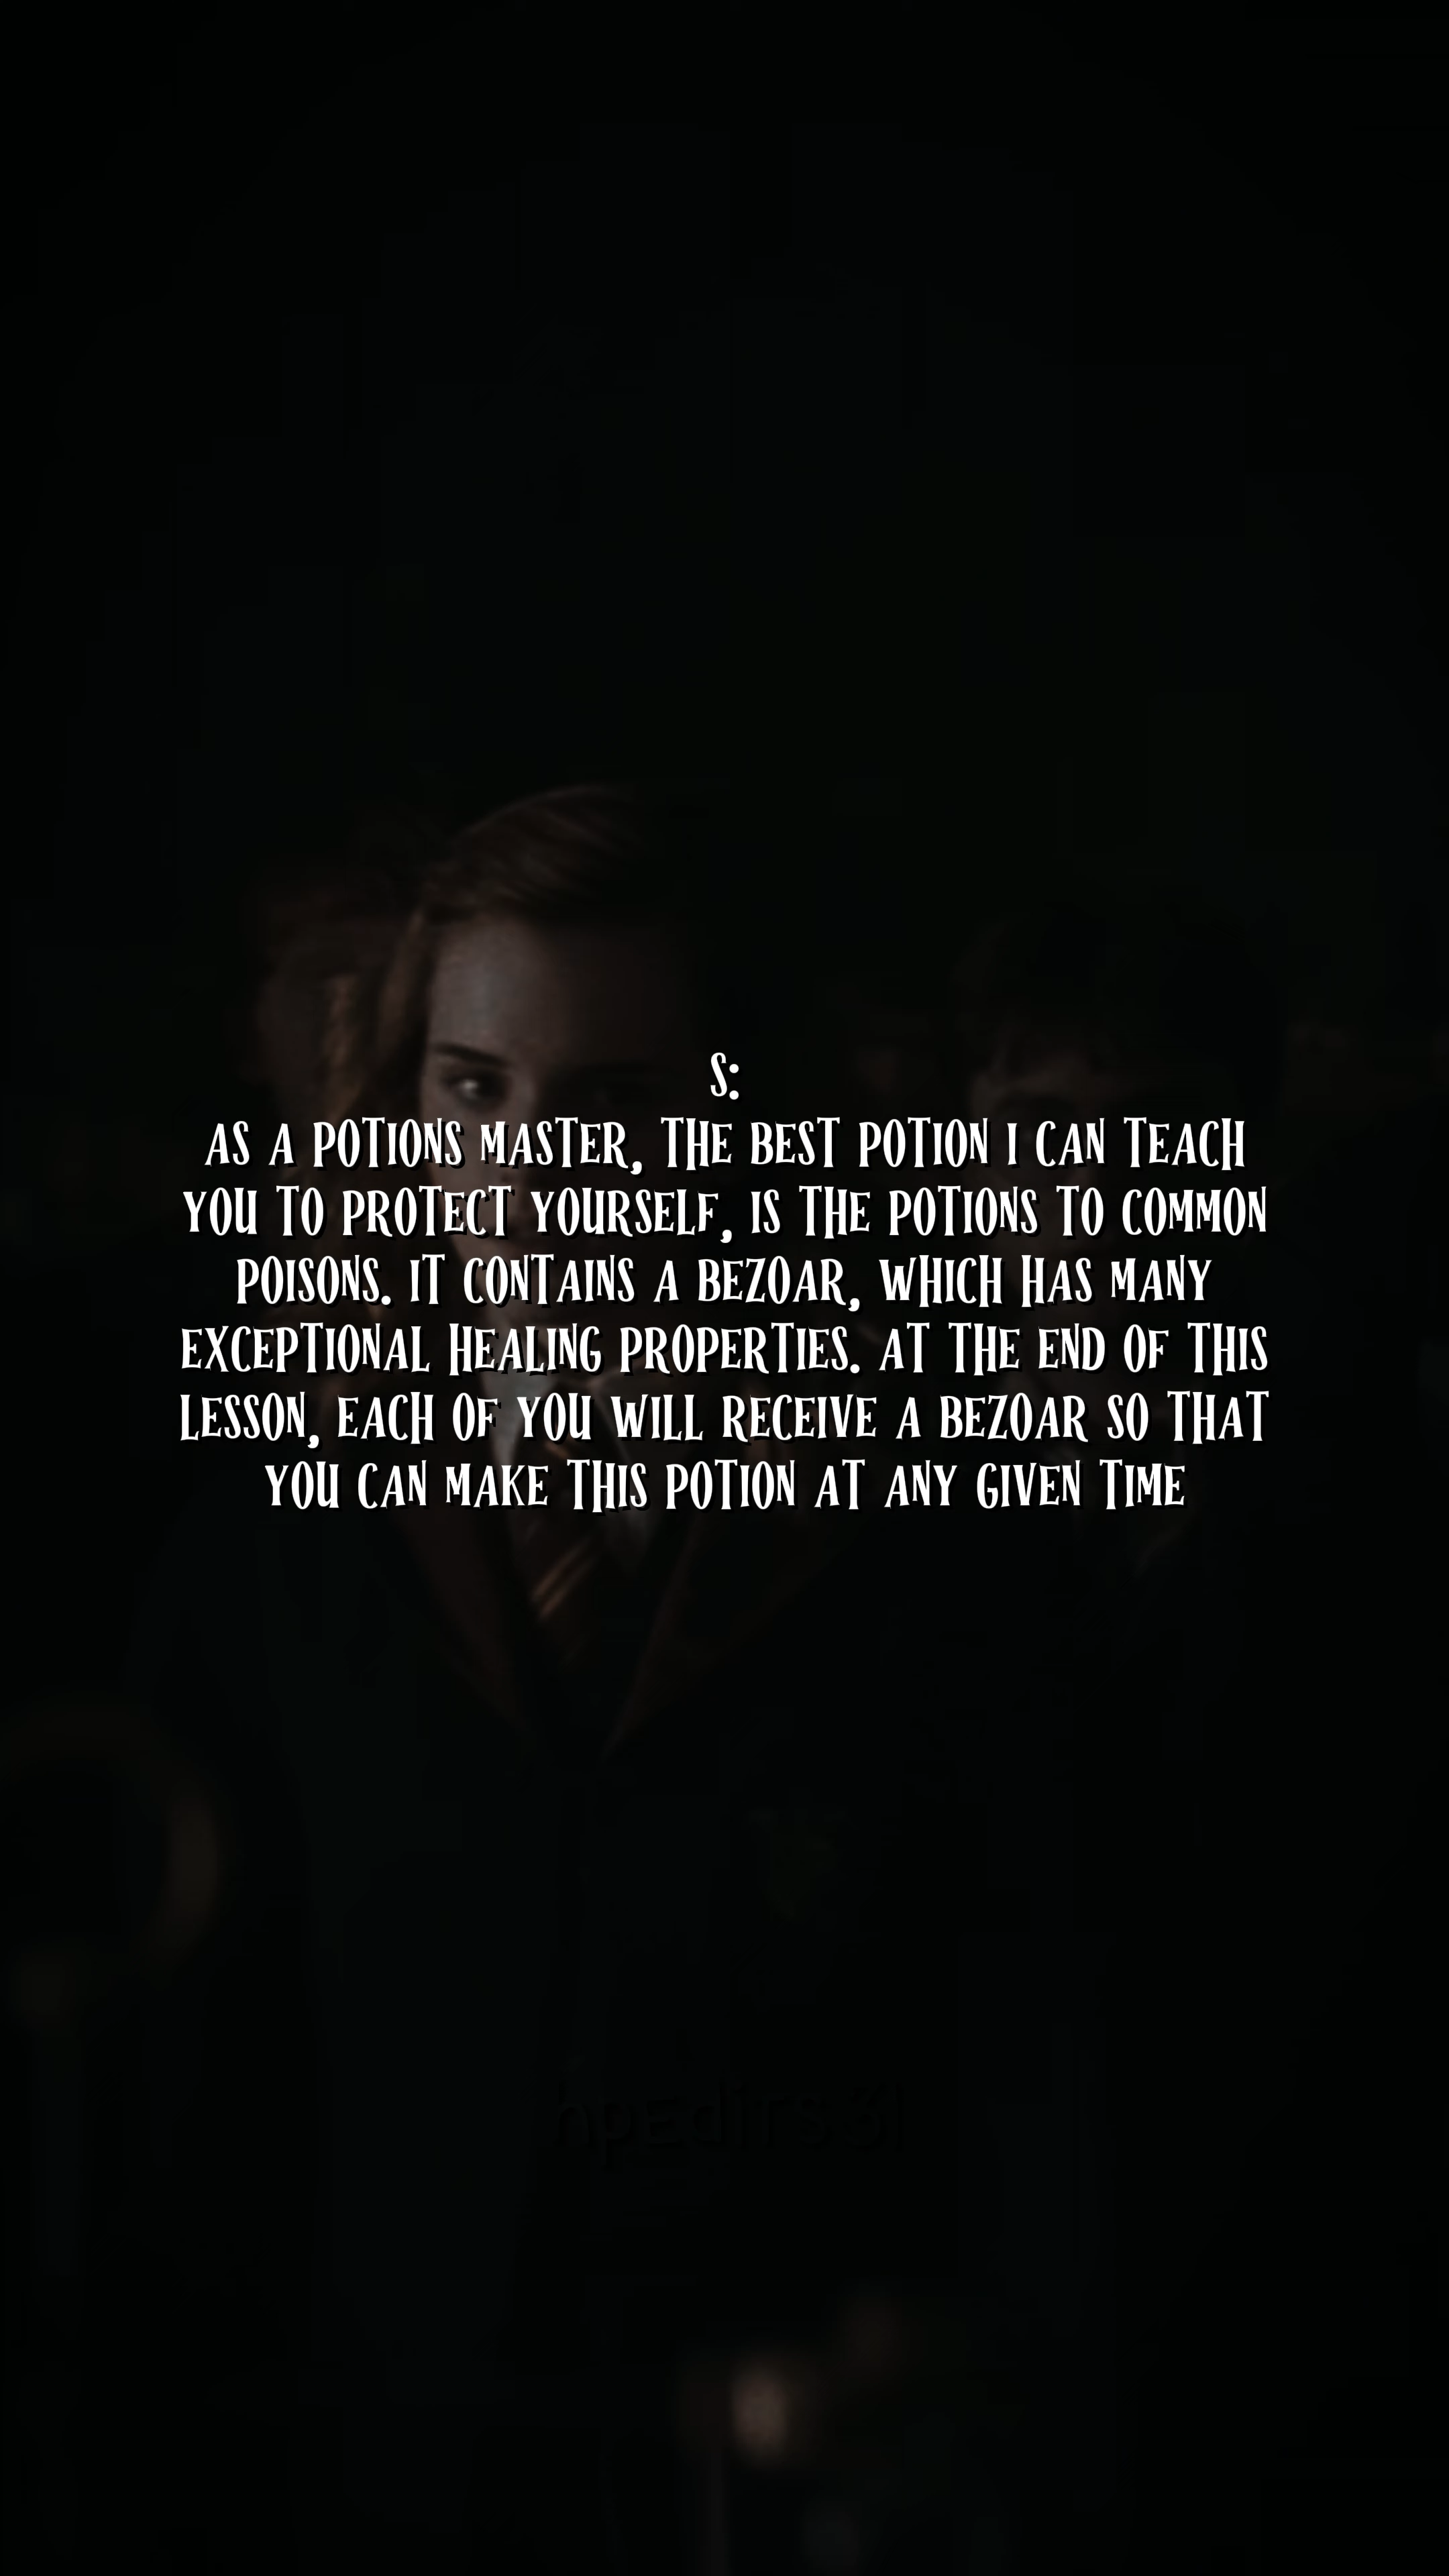 S:
AS A POTIONS MASTER, THE BEST POTION I CAN TEACH
YOU TO PROTECT YOURSELF, IS THE POTIONS TO COMMON
POISONS. IT CONTAINS A BEZOAR, WHICH HAS MANY
EXCEPTIONAL HEALING PROPERTIES. AT THE END OF THIS
LESSON, EACH OF YOU WILL RECEIVE A BEZOAR SO THAT
YOU CAN MAKE THIS POTION AT ANY GIVEN TIME